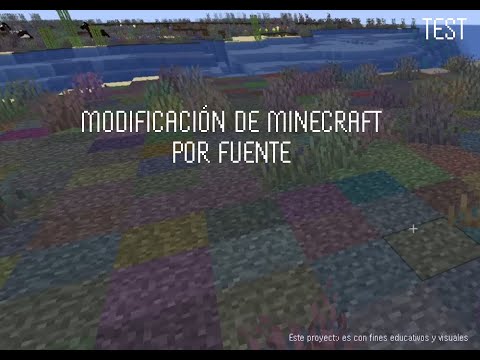 TEST
MODIFICACIÓN DE MINECRAFT
POR FUENTE
Este proyecto es con fines educativos y visuales